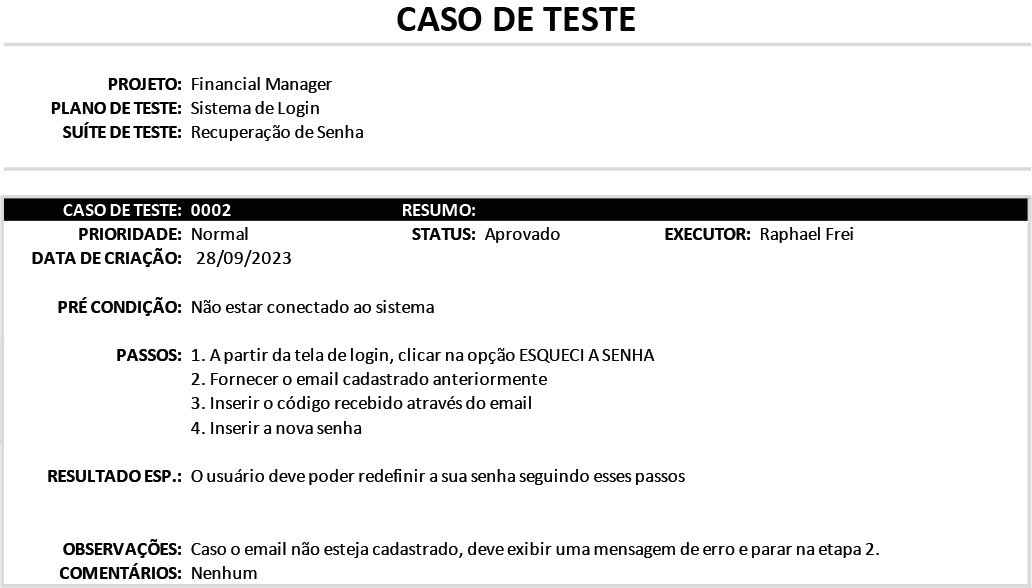 CASO DE TESTE
PROJETO: Financial Manager
PLANO DE TESTE: Sistema de Login
SUÍTE DE TESTE: Recuperação de Senha
CASO DE TESTE: 0002 RESUMO:
PRIORIDADE: Normal STATUS: Aprovado EXECUTOR: Raphael Frei
DATA DE CRIAÇÃO: 28/09/2023
PRÉ CONDIÇÃO: Não estar conectado ao sistema
PASSOS: 1. A partir da tela de login, clicar na opção ESQUECI A SENHA
2. Fornecer o email cadastrado anteriormente
3. Inserir o código recebido através do email
4. Inserir a nova senha
RESULTADO ESP.: O usuário deve poder redefinir a sua senha seguindo esses passos
OBSERVAÇÕES: Caso o email não esteja cadastrado, deve exibir uma mensagem de erro e parar na etapa 2.
COMENTÁRIOS: Nenhum